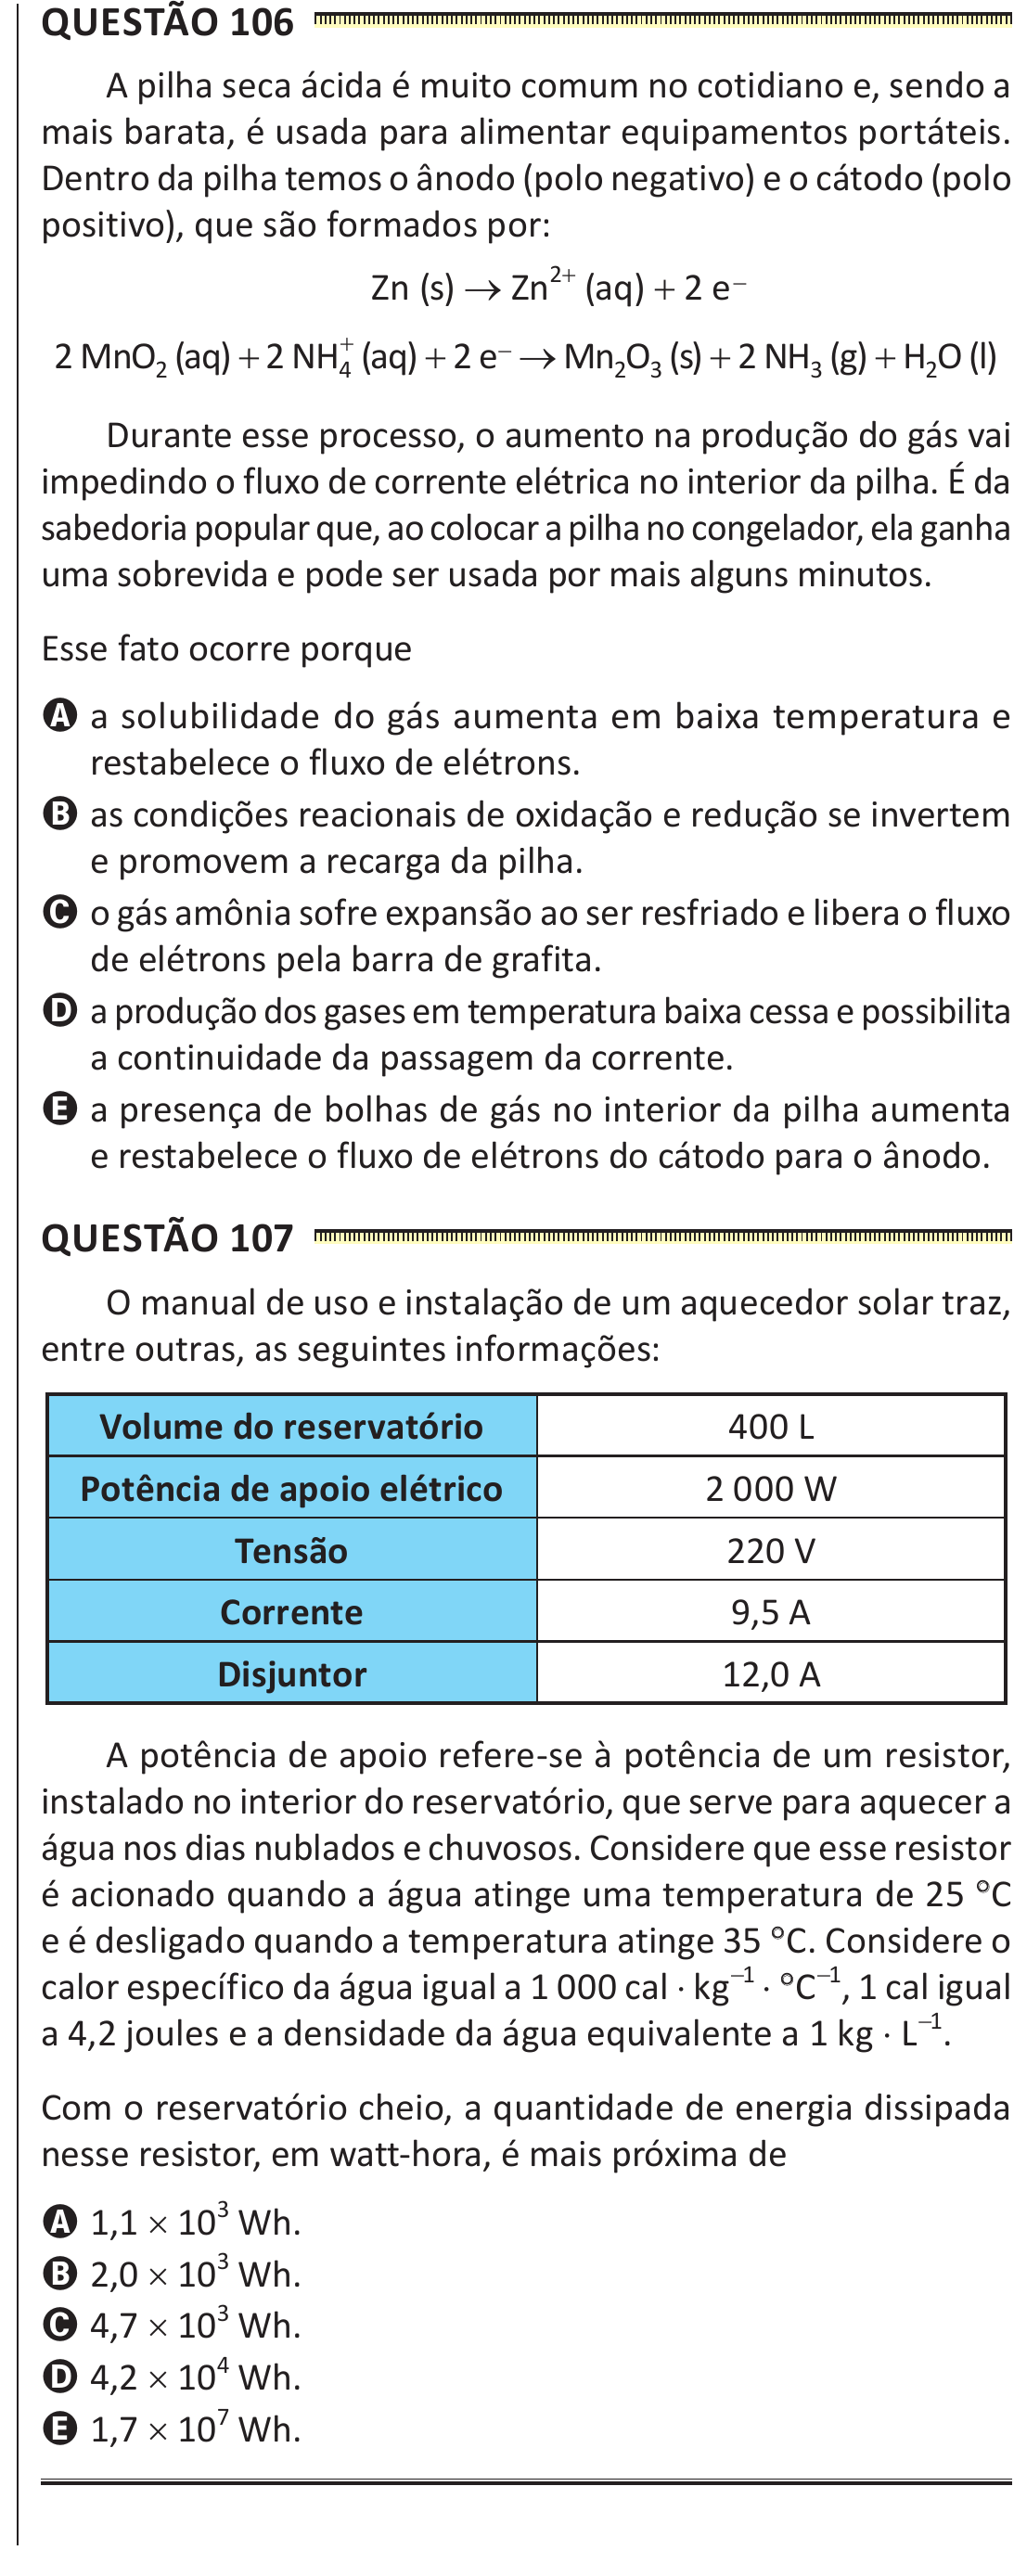 QUESTÃO 106
A pilha seca ácida é muito comum no cotidiano e, sendo a
mais barata, é usada para alimentar equipamentos portáteis.
Dentro da pilha temos o ânodo (polo negativo) e o cátodo (polo
positivo), que são formados por:
Zn (s) → Zn²⁺ (aq) + 2 e⁻
2 MnO₂ (aq) + 2 NH₄⁺ (aq) + 2 e⁻ → Mn₂O₃ (s) + 2 NH₃ (g) + H₂O (l)
Durante esse processo, o aumento na produção do gás vai
impedindo o fluxo de corrente elétrica no interior da pilha. É da
sabedoria popular que, ao colocar a pilha no congelador, ela ganha
uma sobrevida e pode ser usada por mais alguns minutos.
Esse fato ocorre porque
A a solubilidade do gás aumenta em baixa temperatura e
restabelece o fluxo de elétrons.
B as condições reacionais de oxidação e redução se invertem
e promovem a recarga da pilha.
C o gás amônia sofre expansão ao ser resfriado e libera o fluxo
de elétrons pela barra de grafita.
D a produção dos gases em temperatura baixa cessa e possibilita
a continuidade da passagem da corrente.
E a presença de bolhas de gás no interior da pilha aumenta
e restabelece o fluxo de elétrons do cátodo para o ânodo.
QUESTÃO 107
O manual de uso e instalação de um aquecedor solar traz,
entre outras, as seguintes informações:
Volume do reservatório 400 L
Potência de apoio elétrico 2 000 W
Tensão 220 V
Corrente 9,5 A
Disjuntor 12,0 A
A potência de apoio refere-se à potência de um resistor,
instalado no interior do reservatório, que serve para aquecer a
água nos dias nublados e chuvosos. Considere que esse resistor
é acionado quando a água atinge uma temperatura de 25 °C
e é desligado quando a temperatura atinge 35 °C. Considere o
calor específico da água igual a 1 000 cal · kg⁻¹ · °C⁻¹, 1 cal igual
a 4,2 joules e a densidade da água equivalente a 1 kg · L⁻¹.
Com o reservatório cheio, a quantidade de energia dissipada
nesse resistor, em watt-hora, é mais próxima de
A 1,1 × 10³ Wh.
B 2,0 × 10³ Wh.
C 4,7 × 10³ Wh.
D 4,2 × 10⁴ Wh.
E 1,7 × 10⁷ Wh.